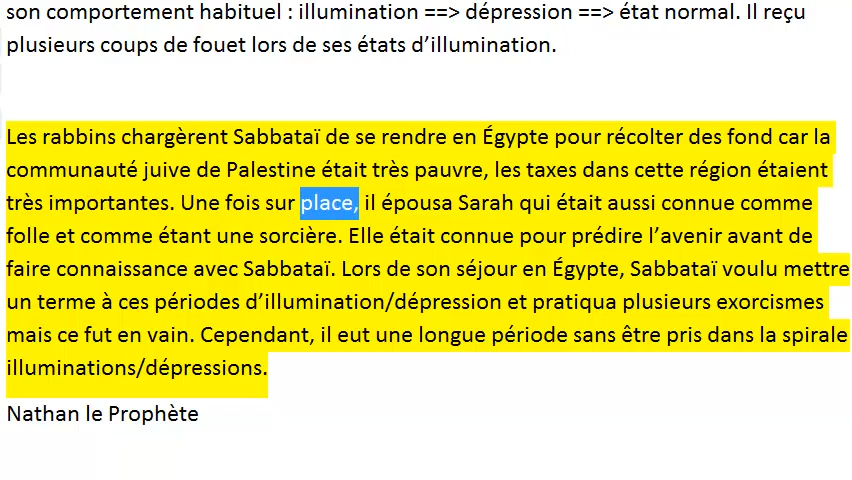 son comportement habituel : illumination ==> dépression ==> état normal. Il reçu
plusieurs coups de fouet lors de ses états d’illumination.
Les rabbins chargèrent Sabbataï de se rendre en Égypte pour récolter des fond car la
communauté juive de Palestine était très pauvre, les taxes dans cette région étaient
très importantes. Une fois sur place, il épousa Sarah qui était aussi connue comme
folle et comme étant une sorcière. Elle était connue pour prédire l’avenir avant de
faire connaissance avec Sabbataï. Lors de son séjour en Égypte, Sabbataï voulu mettre
un terme à ces périodes d’illumination/dépression et pratiqua plusieurs exorcismes
mais ce fut en vain. Cependant, il eut une longue période sans être pris dans la spirale
illuminations/dépressions.
Nathan le Prophète